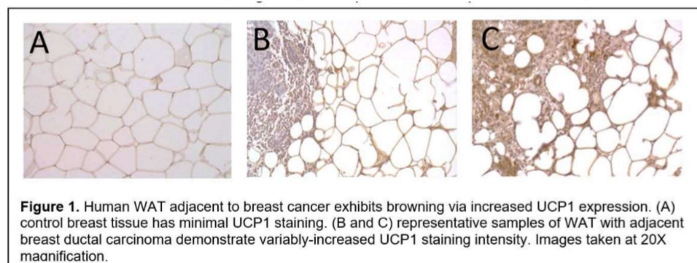 A B C
Figure 1. Human WAT adjacent to breast cancer exhibits browning via increased UCP1 expression. (A)
control breast tissue has minimal UCP1 staining. (B and C) representative samples of WAT with adjacent
breast ductal carcinoma demonstrate variably-increased UCP1 staining intensity. Images taken at 20X
magnification.